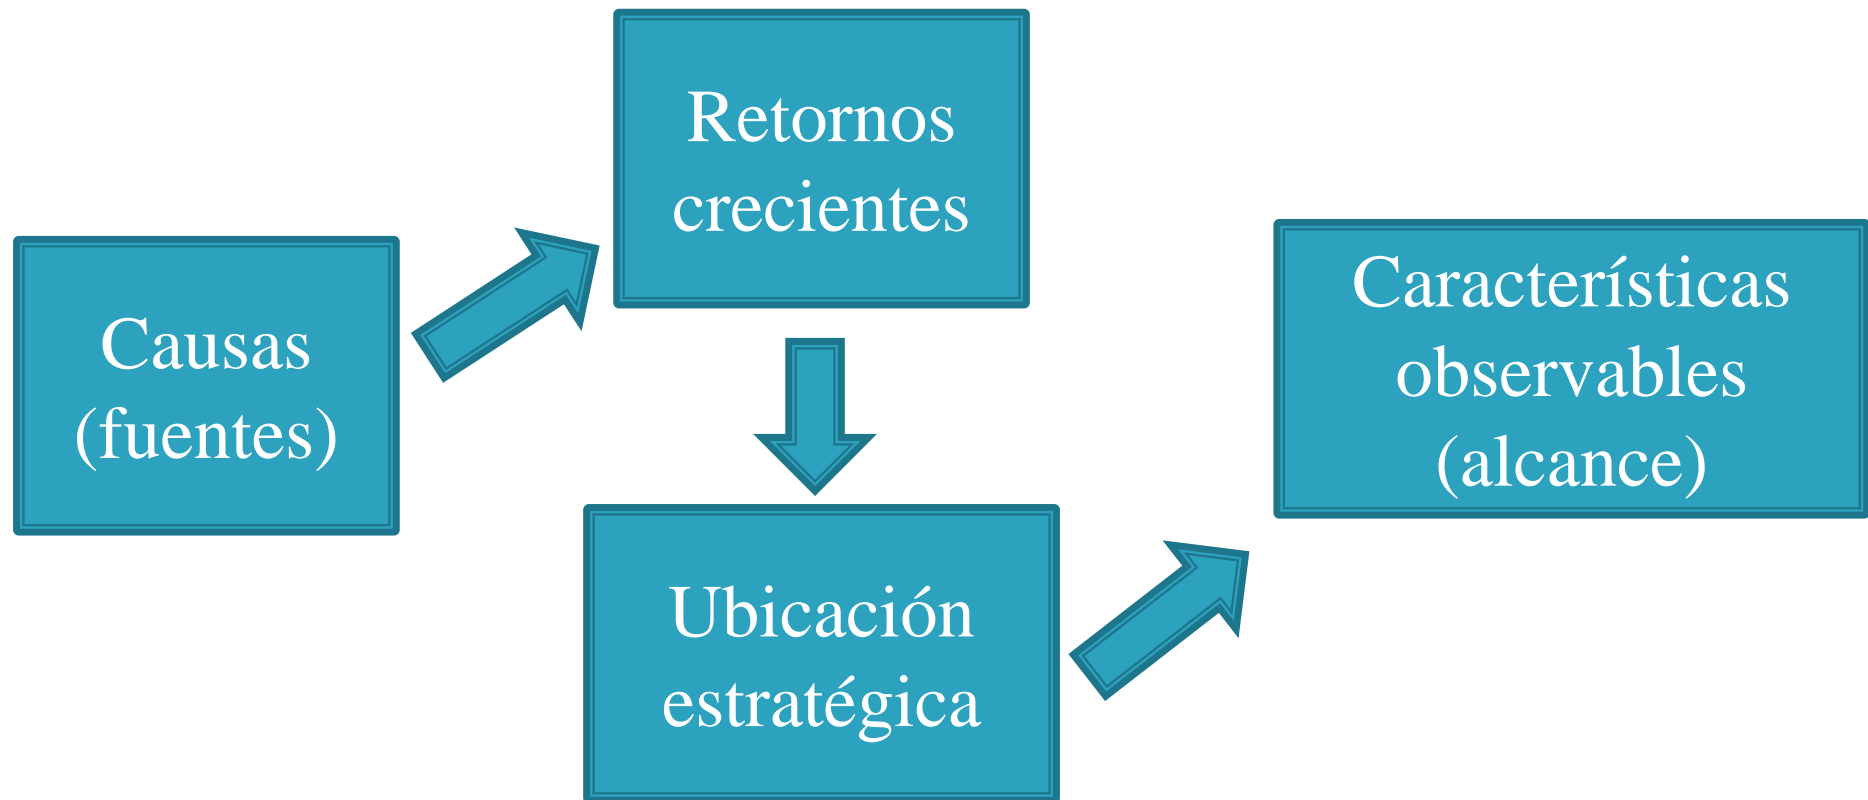 Causas
(fuentes)
Retornos
crecientes
Ubicación
estratégica
Características
observables
(alcance)